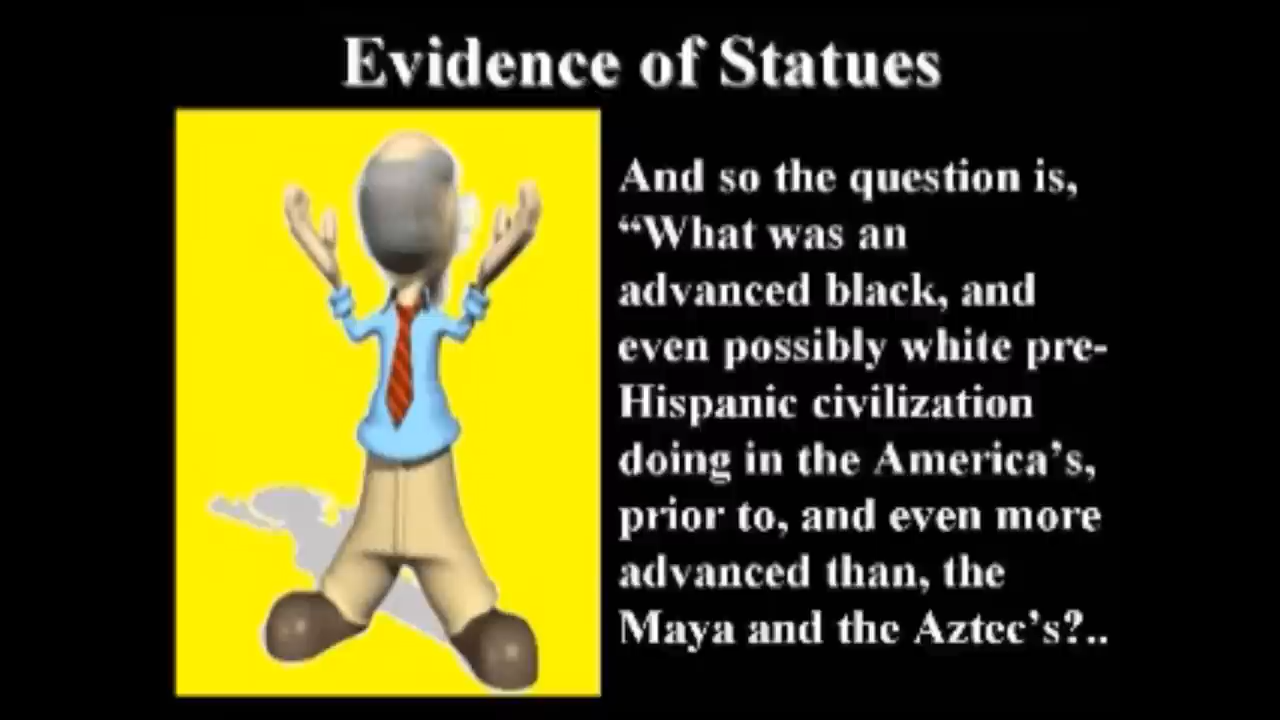 Evidence of Statues
And so the question is,
“What was an
advanced black, and
even possibly white pre-
Hispanic civilization
doing in the America’s,
prior to, and even more
advanced than, the
Maya and the Aztec’s?..